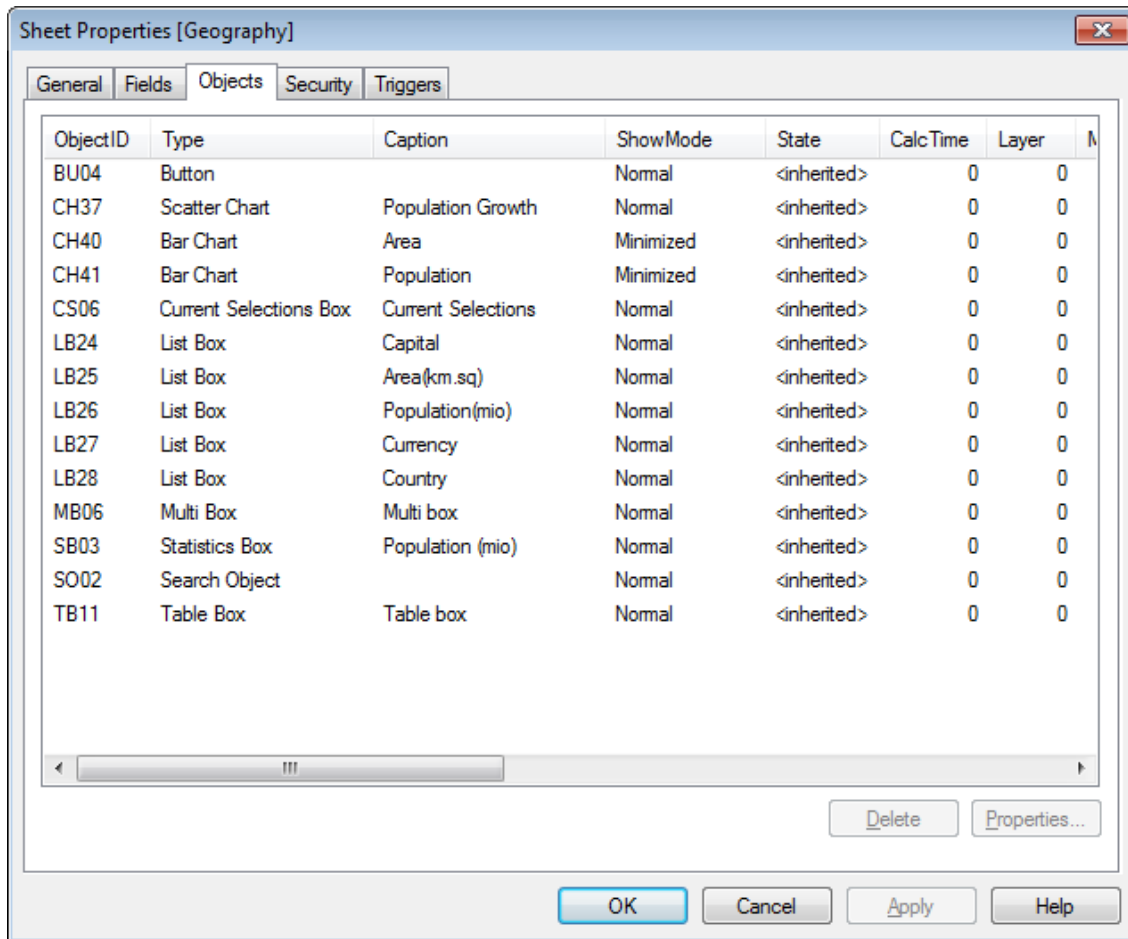 Sheet Properties [Geography]
General Fields Objects Security Triggers
ObjectID Type Caption ShowMode State CalcTime Layer
BU04 Button Normal <inherited> 0 0
CH37 Scatter Chart Population Growth Normal <inherited> 0 0
CH40 Bar Chart Area Minimized <inherited> 0 0
CH41 Bar Chart Population Minimized <inherited> 0 0
CS06 Current Selections Box Current Selections Normal <inherited> 0 0
LB24 List Box Capital Normal <inherited> 0 0
LB25 List Box Area(km.sq) Normal <inherited> 0 0
LB26 List Box Population(mio) Normal <inherited> 0 0
LB27 List Box Currency Normal <inherited> 0 0
LB28 List Box Country Normal <inherited> 0 0
MB06 Multi Box Multi box Normal <inherited> 0 0
SB03 Statistics Box Population (mio) Normal <inherited> 0 0
SO02 Search Object Normal <inherited> 0 0
TB11 Table Box Table box Normal <inherited> 0 0
Delete Properties...
OK Cancel Apply Help